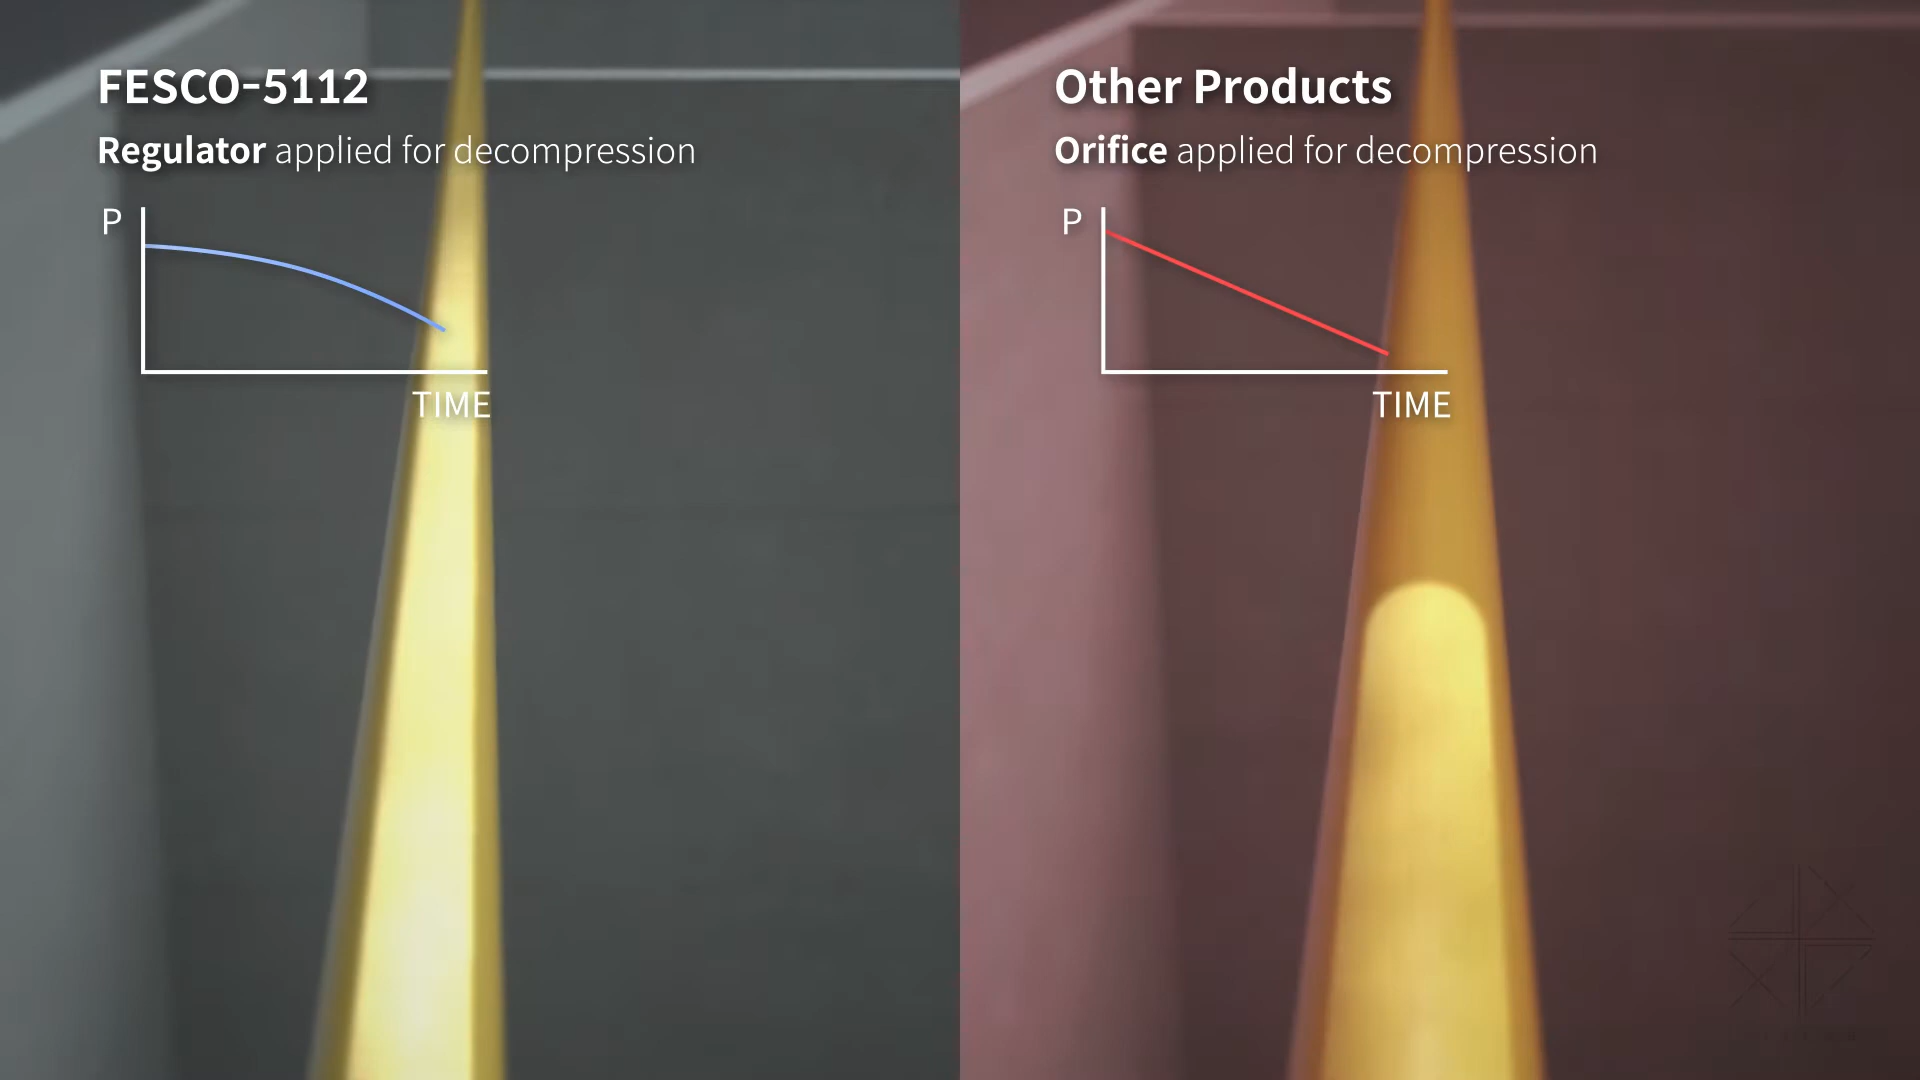 FESCO-5112
Regulator applied for decompression
P
TIME
Other Products
Orifice applied for decompression
P
TIME